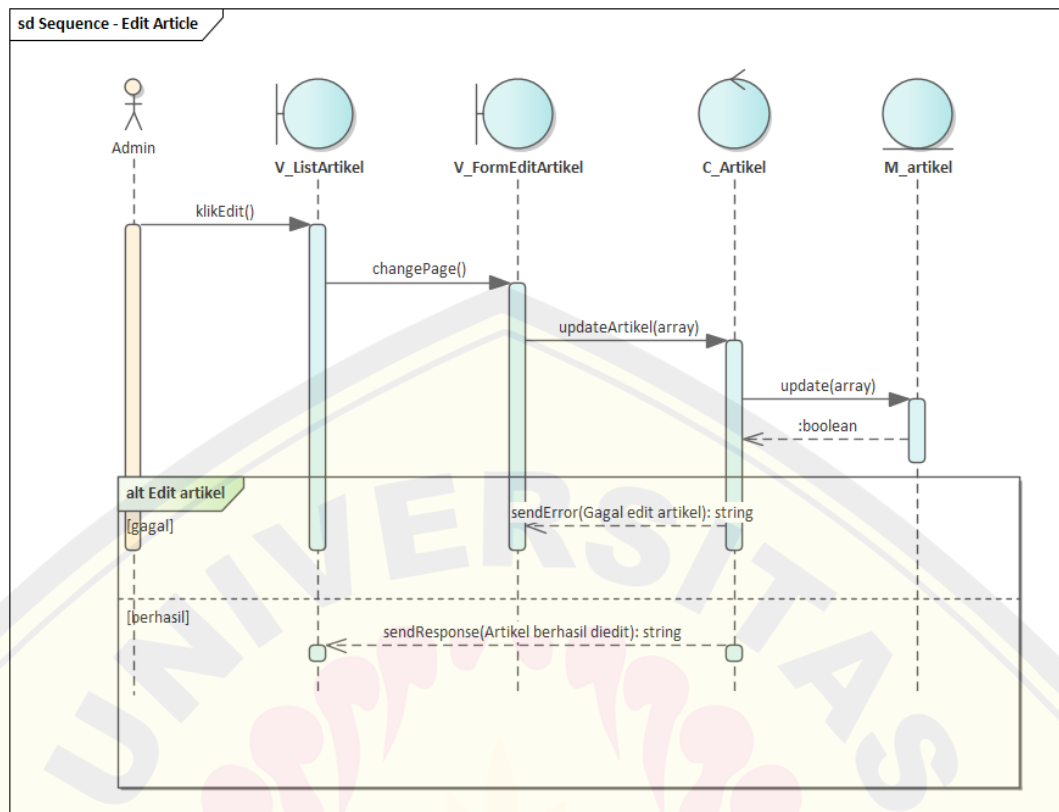 sd Sequence - Edit Article
Admin
V_ListArtikel
V_FormEditArtikel
C_Artikel
M_artikel
klikEdit()
changePage()
updateArtikel(array)
update(array)
:boolean
alt Edit artikel
[gagal]
sendError(Gagal edit artikel): string
[berhasil]
sendResponse(Artikel berhasil diedit): string
UNIVERSITAS